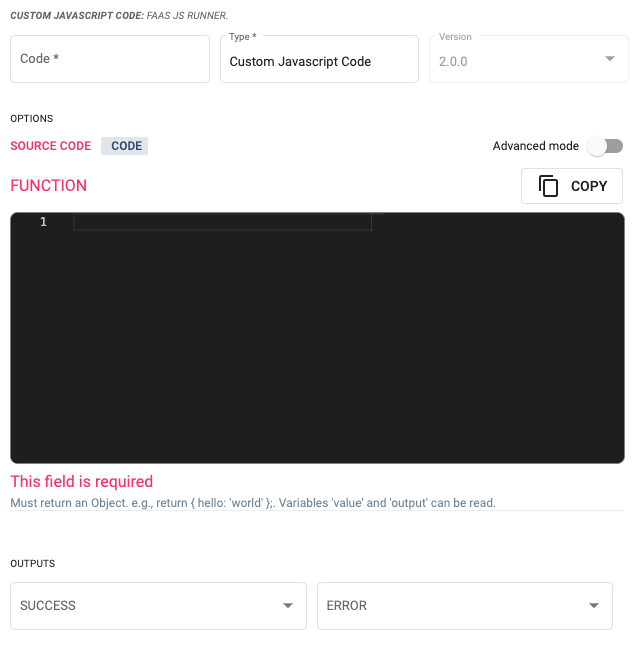 CUSTOM JAVASCRIPT CODE: FAAS JS RUNNER.
Code *
Type *
Custom Javascript Code
Version
2.0.0
OPTIONS
SOURCE CODE CODE Advanced mode
FUNCTION COPY
1
This field is required
Must return an Object. e.g., return { hello: 'world' };. Variables 'value' and 'output' can be read.
OUTPUTS
SUCCESS ERROR